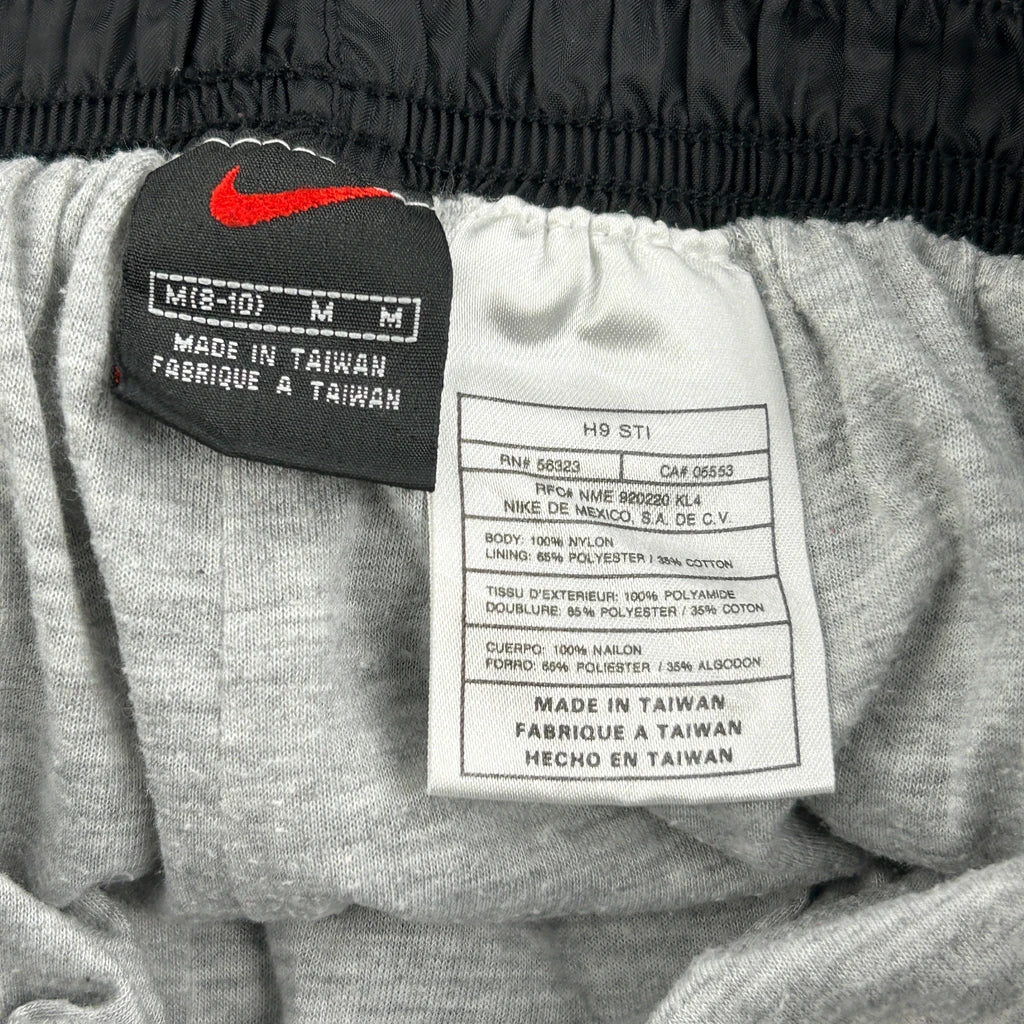 M(8-10) M M
MADE IN TAIWAN
FABRIQUE A TAIWAN
H9 STI
RN# 56323 CA# 05553
RFC# NME 920220 KL4
NIKE DE MEXICO, S.A. DE C.V.
BODY: 100% NYLON
LINING: 65% POLYESTER / 35% COTTON
TISSU D'EXTERIEUR: 100% POLYAMIDE
DOUBLURE: 65% POLYESTER / 35% COTON
CUERPO: 100% NAILON
FORRO: 65% POLIESTER / 35% ALGODON
MADE IN TAIWAN
FABRIQUE A TAIWAN
HECHO EN TAIWAN